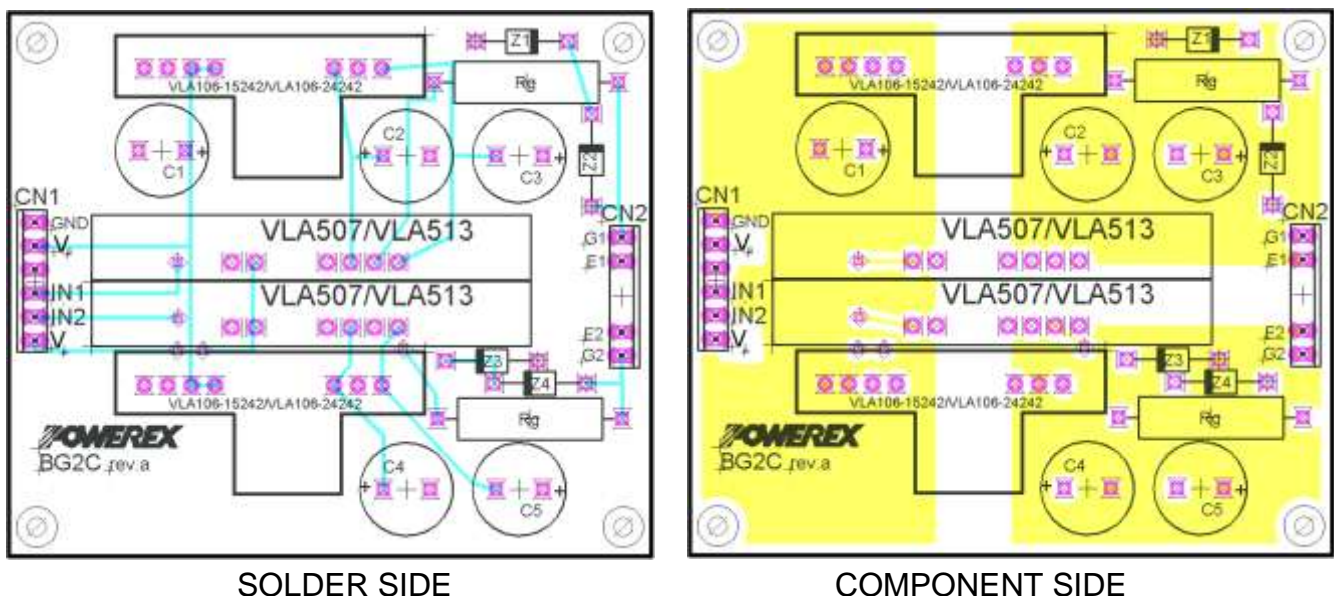 Z1
Rg
VLA106-15242/VLA106-24242
C2
C1
C3
Z2
CN1
CN2
GND
VLA507/VLA513
G1
V+
E1
IN1
VLA507/VLA513
IN2
E2
V+
Z3
G2
Z4
VLA106-15242/VLA106-24242
Rg
POWEREX
BG2C rev.a
C4
C5
SOLDER SIDE
Z1
Rg
VLA106-15242/VLA106-24242
C2
C1
C3
Z2
CN1
CN2
GND
VLA507/VLA513
G1
V+
E1
IN1
VLA507/VLA513
IN2
E2
V+
Z3
G2
Z4
VLA106-15242/VLA106-24242
Rg
POWEREX
BG2C rev.a
C4
C5
COMPONENT SIDE